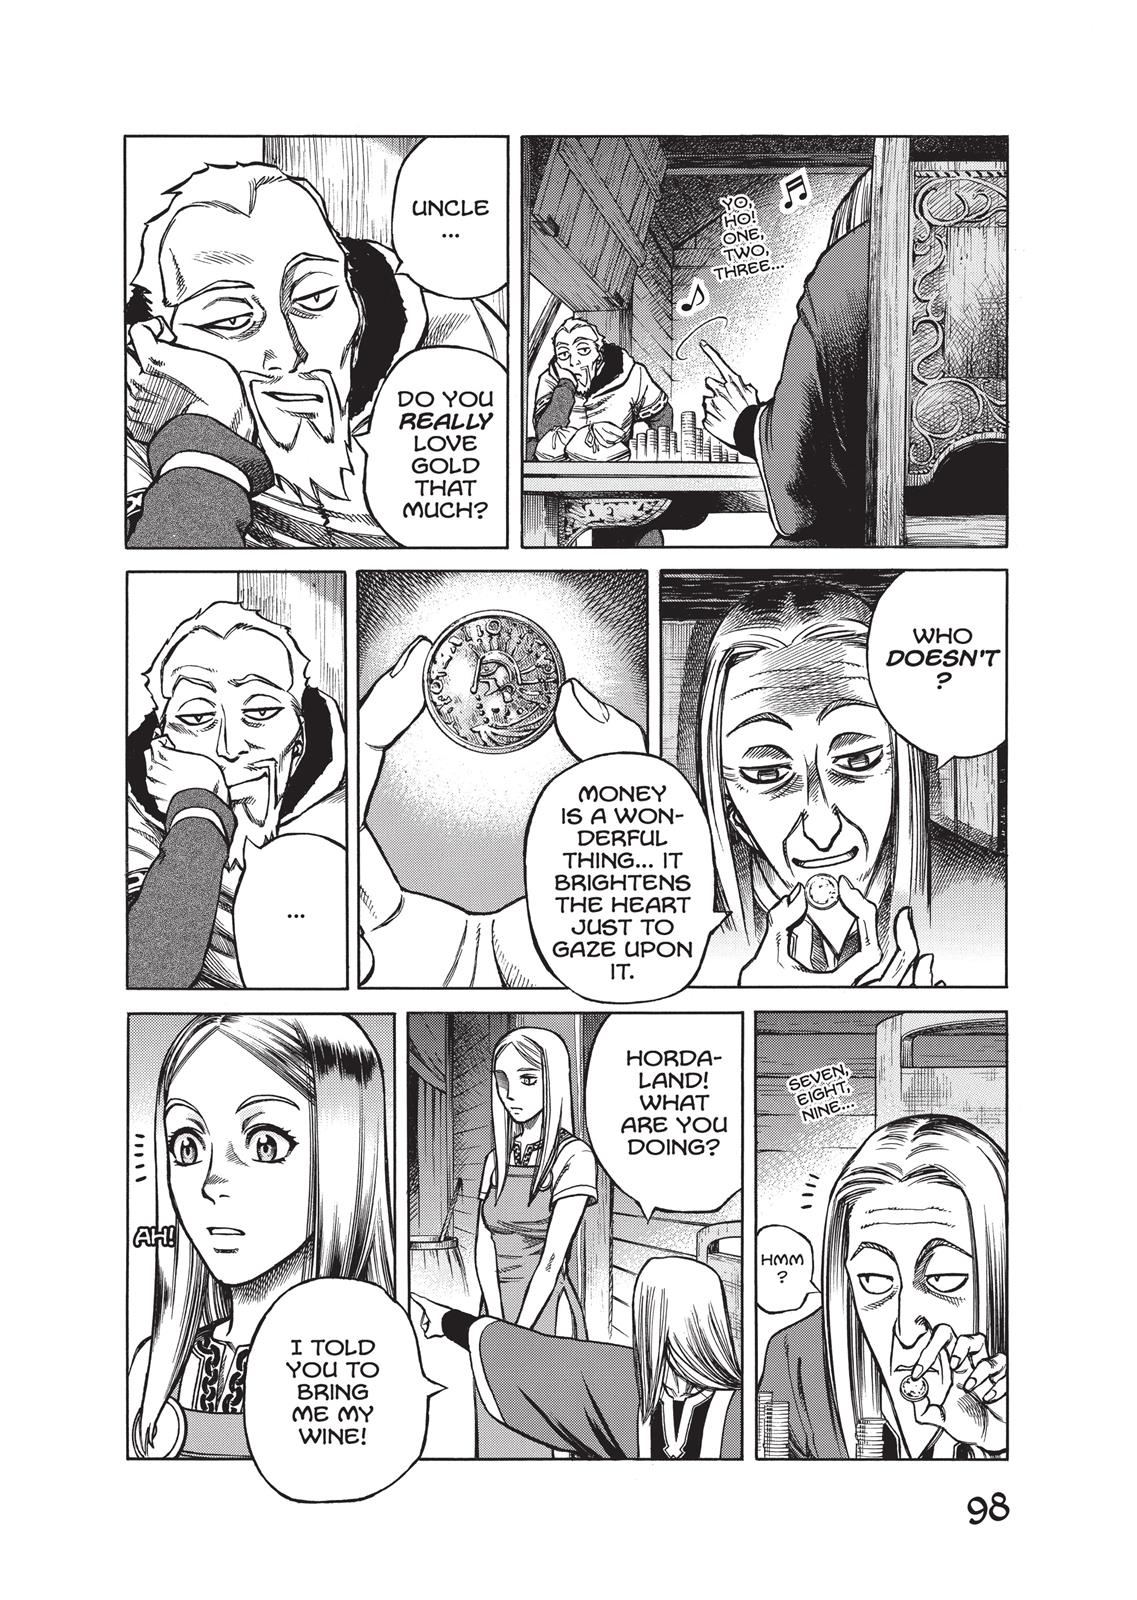 YO,
HO!
ONE,
TWO,
THREE...
UNCLE
...
DO YOU
REALLY
LOVE
GOLD
THAT
MUCH?
WHO
DOESN'T
?
MONEY
IS A WON-
DERFUL
THING... IT
BRIGHTENS
THE HEART
JUST TO
GAZE UPON
IT.
...
SEVEN,
EIGHT,
NINE...
HMM
?
HORDA-
LAND!
WHAT
ARE YOU
DOING?
AH!
I TOLD
YOU TO
BRING
ME MY
WINE!
98